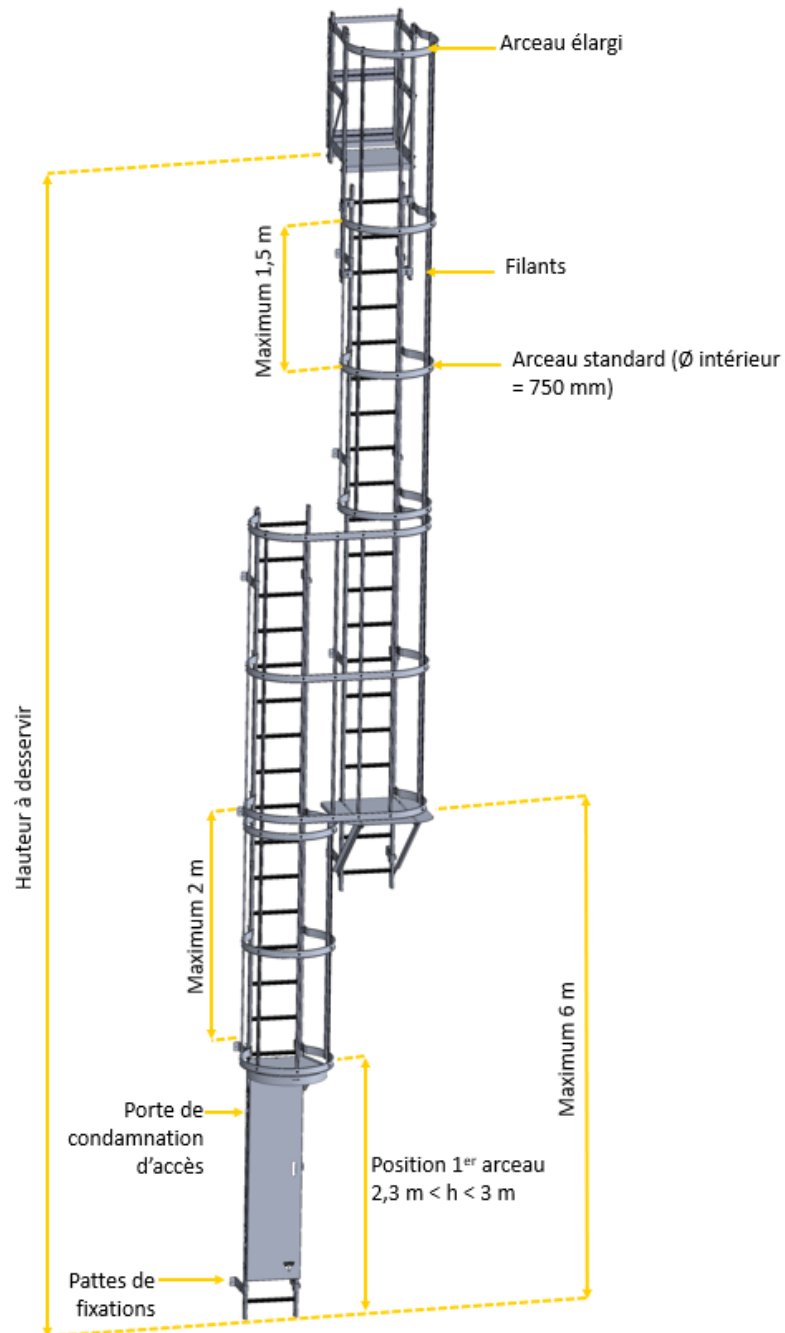 Arceau élargi
Maximum 1,5 m
Filants
Arceau standard (Ø intérieur
= 750 mm)
Hauteur à desservir
Maximum 2 m
Maximum 6 m
Porte de
condamnation
d'accès
Position 1er arceau
2,3 m < h < 3 m
Pattes de
fixations